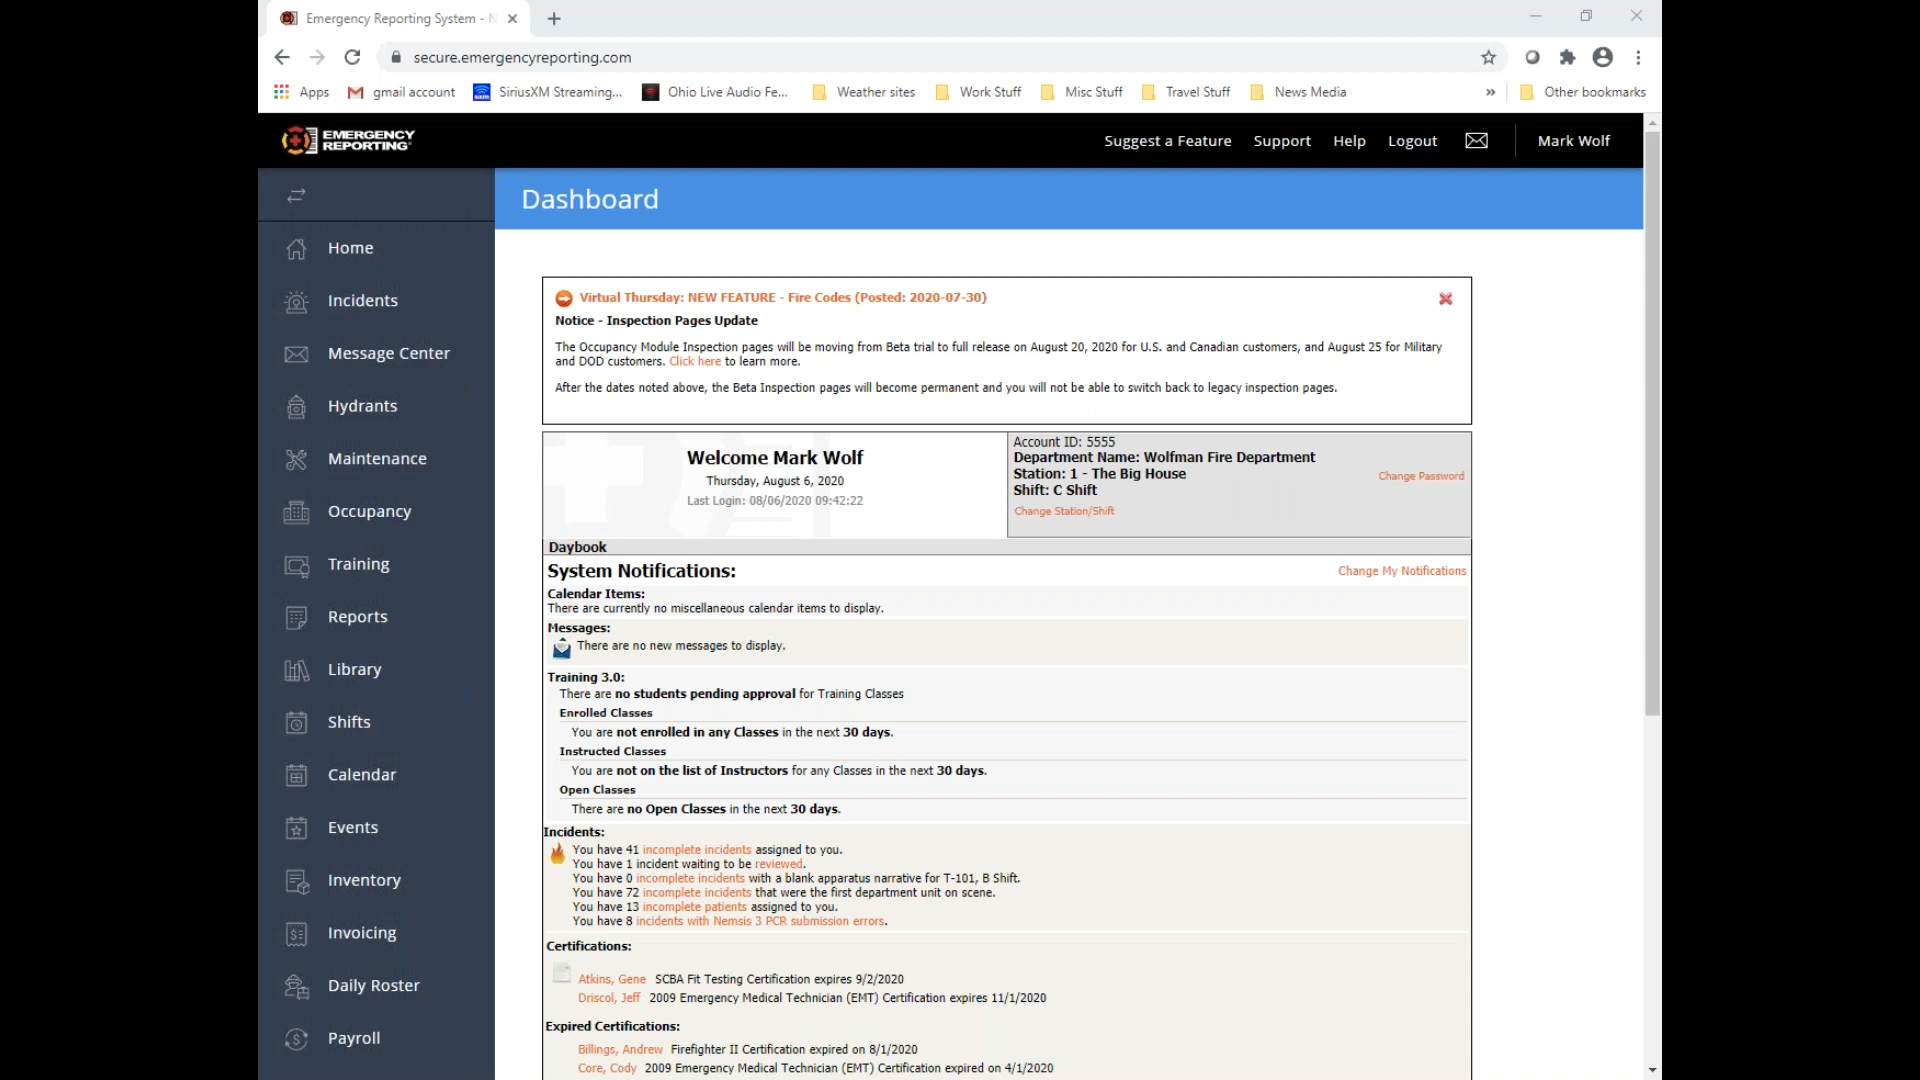 Emergency Reporting System - N
secure.emergencyreporting.com
Apps
gmail account
SiriusXM Streaming...
Ohio Live Audio Fe...
Weather sites
Work Stuff
Misc Stuff
Travel Stuff
News Media
»
Other bookmarks
EMERGENCY
REPORTING
Suggest a Feature
Support
Help
Logout
Mark Wolf
Dashboard
Home
Incidents
Message Center
Hydrants
Maintenance
Occupancy
Training
Reports
Library
Shifts
Calendar
Events
Inventory
Invoicing
Daily Roster
Payroll
Virtual Thursday: NEW FEATURE - Fire Codes (Posted: 2020-07-30)
Notice - Inspection Pages Update
The Occupancy Module Inspection pages will be moving from Beta trial to full release on August 20, 2020 for U.S. and Canadian customers, and August 25 for Military
and DOD customers. Click here to learn more.
After the dates noted above, the Beta Inspection pages will become permanent and you will not be able to switch back to legacy inspection pages.
Welcome Mark Wolf
Thursday, August 6, 2020
Last Login: 08/06/2020 09:42:22
Account ID: 5555
Department Name: Wolfman Fire Department
Station: 1 - The Big House
Shift: C Shift
Change Station/Shift
Change Password
Daybook
System Notifications:
Change My Notifications
Calendar Items:
There are currently no miscellaneous calendar items to display.
Messages:
There are no new messages to display.
Training 3.0:
There are no students pending approval for Training Classes
Enrolled Classes
You are not enrolled in any Classes in the next 30 days.
Instructed Classes
You are not on the list of Instructors for any Classes in the next 30 days.
Open Classes
There are no Open Classes in the next 30 days.
Incidents:
You have 41 incomplete incidents assigned to you.
You have 1 incident waiting to be reviewed.
You have 0 incomplete incidents with a blank apparatus narrative for T-101, B Shift.
You have 72 incomplete incidents that were the first department unit on scene.
You have 13 incomplete patients assigned to you.
You have 8 incidents with Nemsis 3 PCR submission errors.
Certifications:
Atkins, Gene SCBA Fit Testing Certification expires 9/2/2020
Driscol, Jeff 2009 Emergency Medical Technician (EMT) Certification expires 11/1/2020
Expired Certifications:
Billings, Andrew Firefighter II Certification expired on 8/1/2020
Core, Cody 2009 Emergency Medical Technician (EMT) Certification expired on 4/1/2020